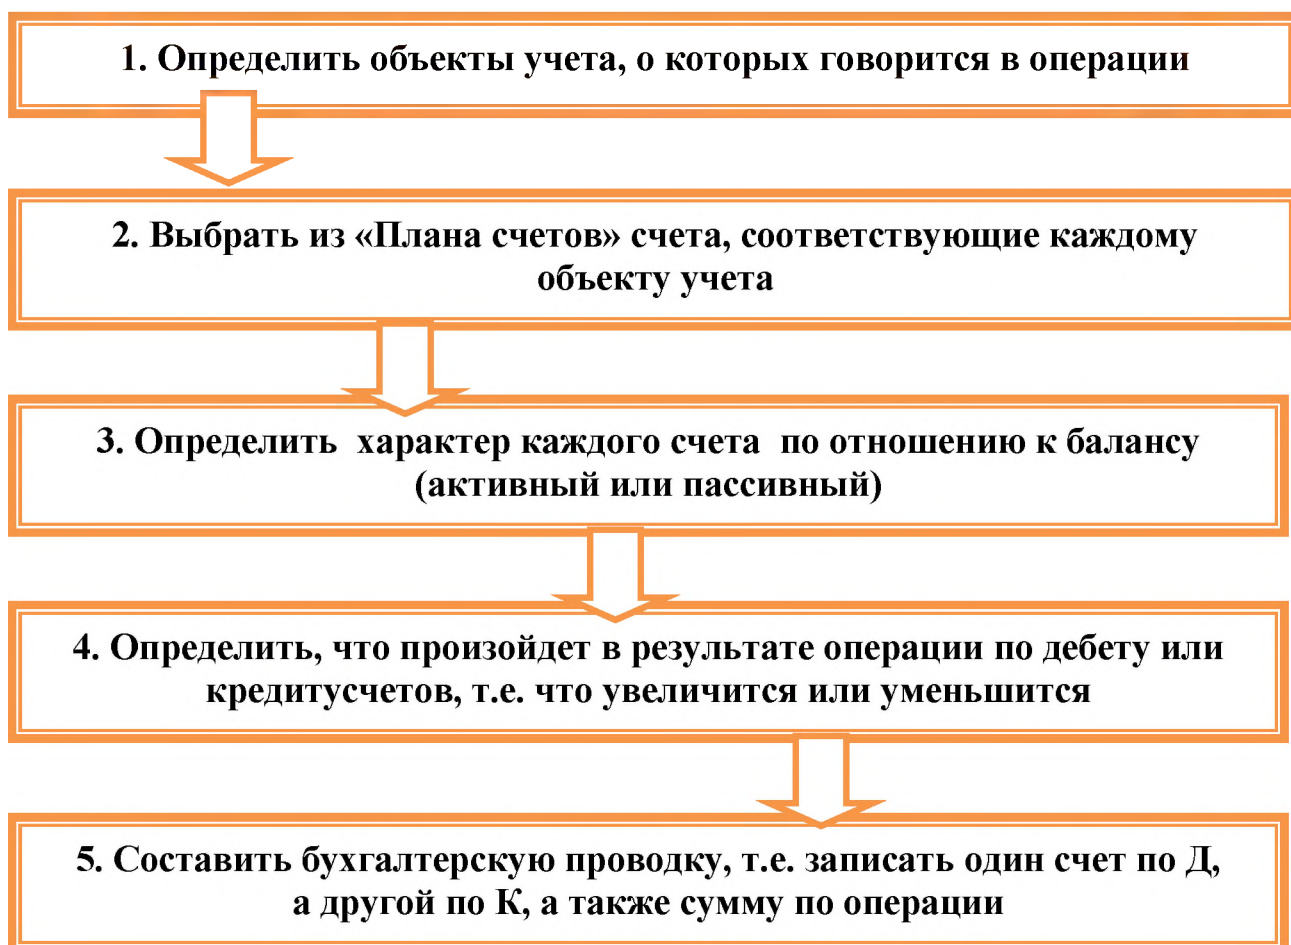 1. Определить объекты учета, о которых говорится в операции
2. Выбрать из «Плана счетов» счета, соответствующие каждому
объекту учета
3. Определить характер каждого счета по отношению к балансу
(активный или пассивный)
4. Определить, что произойдет в результате операции по дебету или
кредитусчетов, т.е. что увеличится или уменьшится
5. Составить бухгалтерскую проводку, т.е. записать один счет по Д,
а другой по К, а также сумму по операции